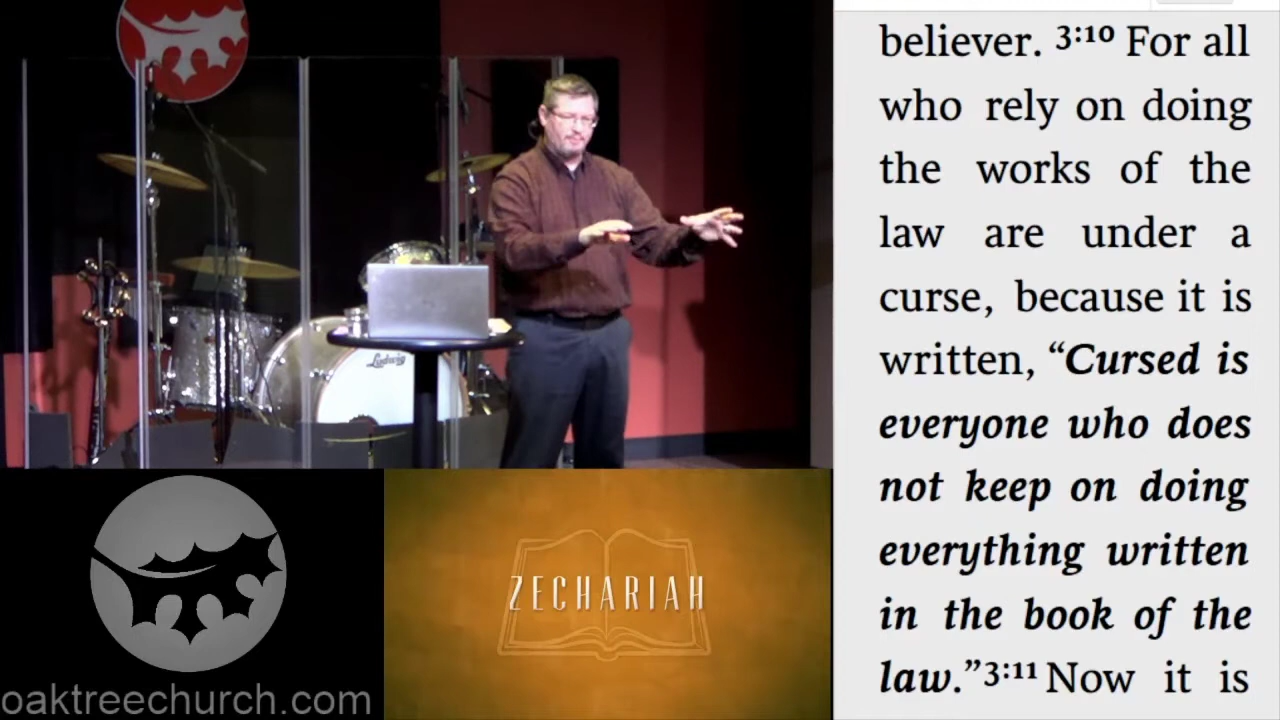 believer. 3:10 For all
who rely on doing
the works of the
law are under a
curse, because it is
written, “Cursed is
everyone who does
not keep on doing
everything written
in the book of the
law.”3:11 Now it is
Ludwig
ZECHARIAH
oaktreechurch.com